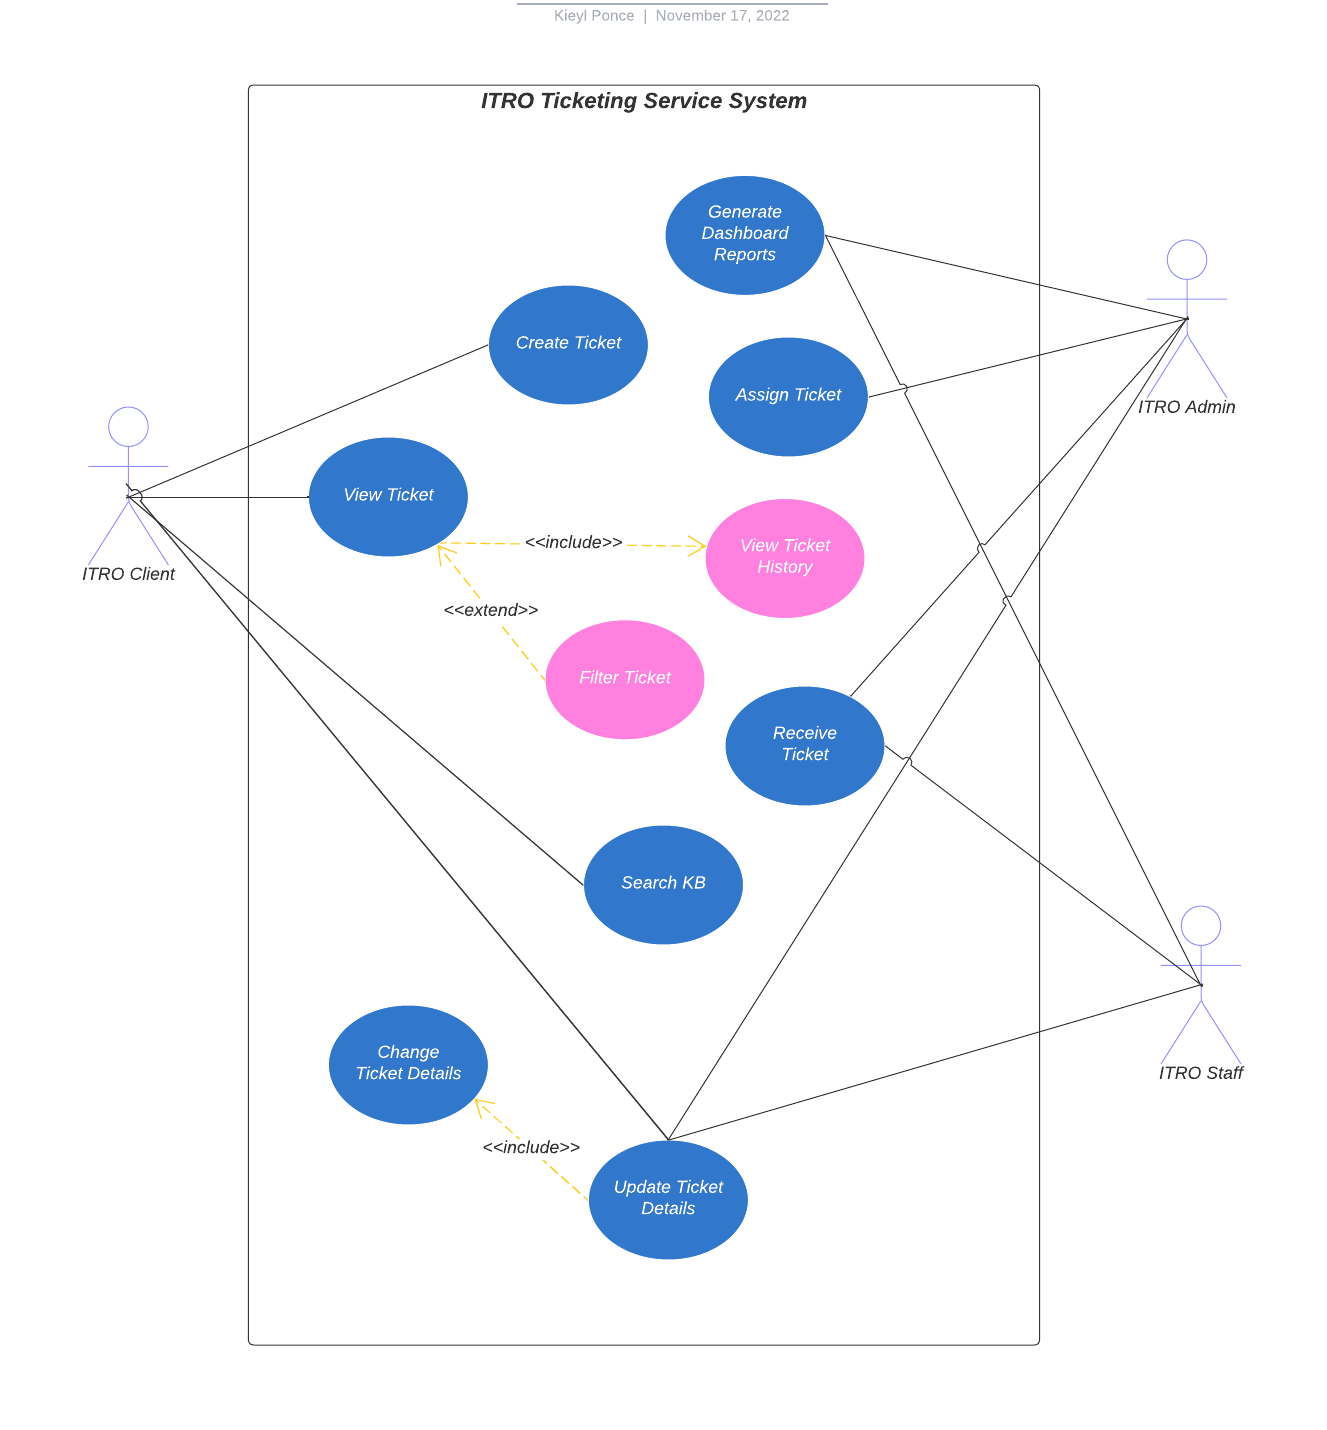 Kieyl Ponce | November 17, 2022
ITRO Ticketing Service System
Generate
Dashboard
Reports
Create Ticket
Assign Ticket
ITRO Admin
View Ticket
<<include>>
View Ticket
History
ITRO Client
<<extend>>
Filter Ticket
Receive
Ticket
Search KB
Change
Ticket Details
ITRO Staff
<<include>>
Update Ticket
Details